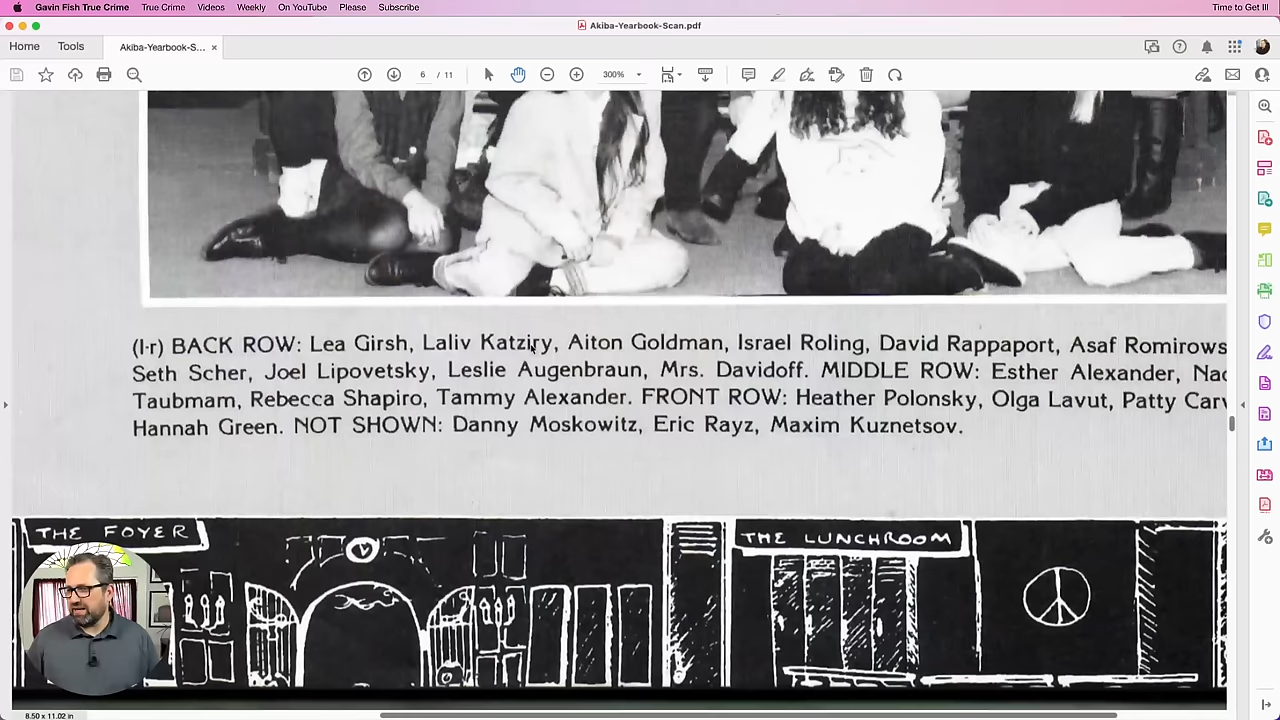 Gavin Fish True Crime True Crime Videos Weekly On YouTube Please Subscribe Time to Get Ill
Akiba-Yearbook-Scan.pdf
Home Tools Akiba-Yearbook-S... ×
6 / 11 300%
(l-r) BACK ROW: Lea Girsh, Laliv Katziry, Aiton Goldman, Israel Roling, David Rappaport, Asaf Romirows
Seth Scher, Joel Lipovetsky, Leslie Augenbraun, Mrs. Davidoff. MIDDLE ROW: Esther Alexander, Nao
Taubmam, Rebecca Shapiro, Tammy Alexander. FRONT ROW: Heather Polonsky, Olga Lavut, Patty Carv
Hannah Green. NOT SHOWN: Danny Moskowitz, Eric Rayz, Maxim Kuznetsov.
THE FOYER
THE LUNCHROOM
8.50 x 11.02 in